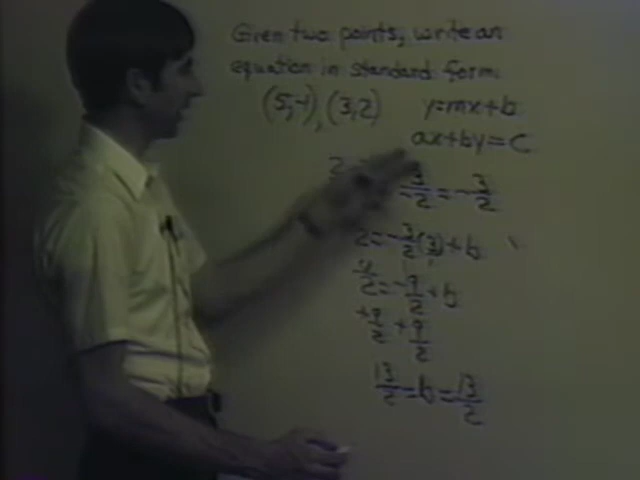 Given two points, write an
equation in standard form.
(5,-1), (3,2) y=mx+b
ax+by=C
2 3/-2 = -3/2
2=-3/2(3)+b
4/2=-9/2+b
+9/2 +9/2
13/2=b=13/2